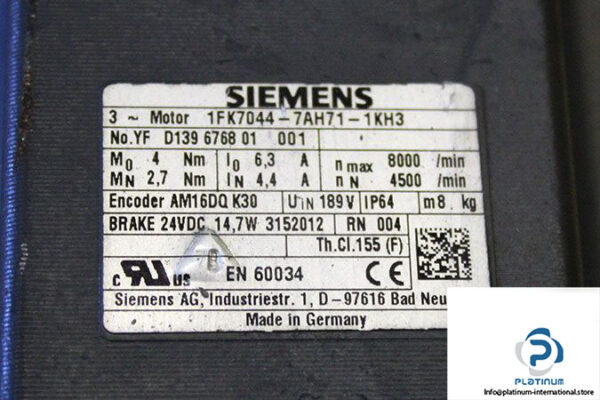 SIEMENS
3 ~ Motor 1FK7044-7AH71-1KH3
No.YF D139 6768 01 001
M0 4 Nm I0 6,3 A n max 8000 /min
MN 2,7 Nm IN 4,4 A n N 4500 /min
Encoder AM16DQ K30 UIN 189 V IP64 m 8. kg
BRAKE 24VDC 14,7W 3152012 RN 004
Th.Cl.155 (F)
c RU us EN 60034 CE
Siemens AG, Industriestr. 1, D-97616 Bad Neu
Made in Germany
PLATINUM
Info@platinum-international.store